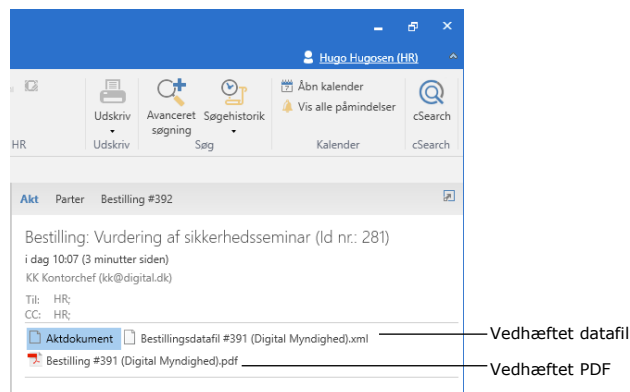 Hugo Hugosen (HR)
Udskriv
Avanceret søgning
Søgehistorik
Åbn kalender
Vis alle påmindelser
cSearch
HR
Udskriv
Søg
Kalender
cSearch
Akt Parter Bestilling #392
Bestilling: Vurdering af sikkerhedsseminar (Id nr.: 281)
i dag 10:07 (3 minutter siden)
KK Kontorchef (kk@digital.dk)
Til: HR;
CC: HR;
Aktdokument Bestillingsdatafil #391 (Digital Myndighed).xml
Vedhæftet datafil
Bestilling #391 (Digital Myndighed).pdf
Vedhæftet PDF